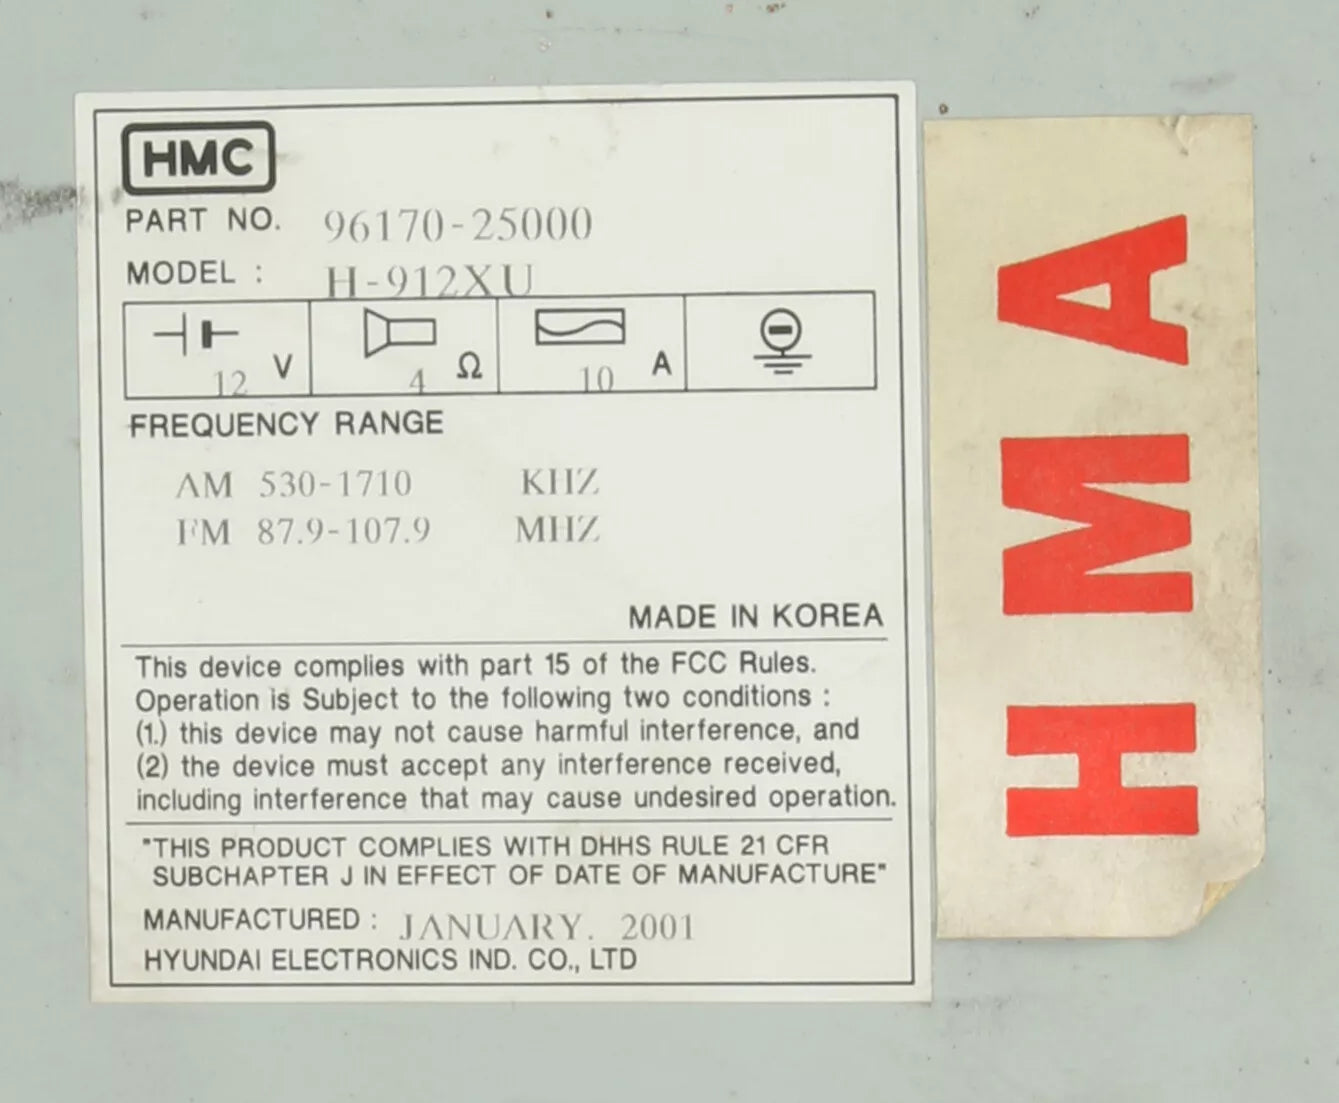 HMC
PART NO. 96170-25000
MODEL : H-912XU
12 V 4 Ω 10 A
FREQUENCY RANGE
AM 530-1710 KHZ
FM 87.9-107.9 MHZ
MADE IN KOREA
This device complies with part 15 of the FCC Rules.
Operation is Subject to the following two conditions :
(1.) this device may not cause harmful interference, and
(2) the device must accept any interference received,
including interference that may cause undesired operation.
"THIS PRODUCT COMPLIES WITH DHHS RULE 21 CFR
SUBCHAPTER J IN EFFECT OF DATE OF MANUFACTURE"
MANUFACTURED : JANUARY. 2001
HYUNDAI ELECTRONICS IND. CO., LTD
HMA